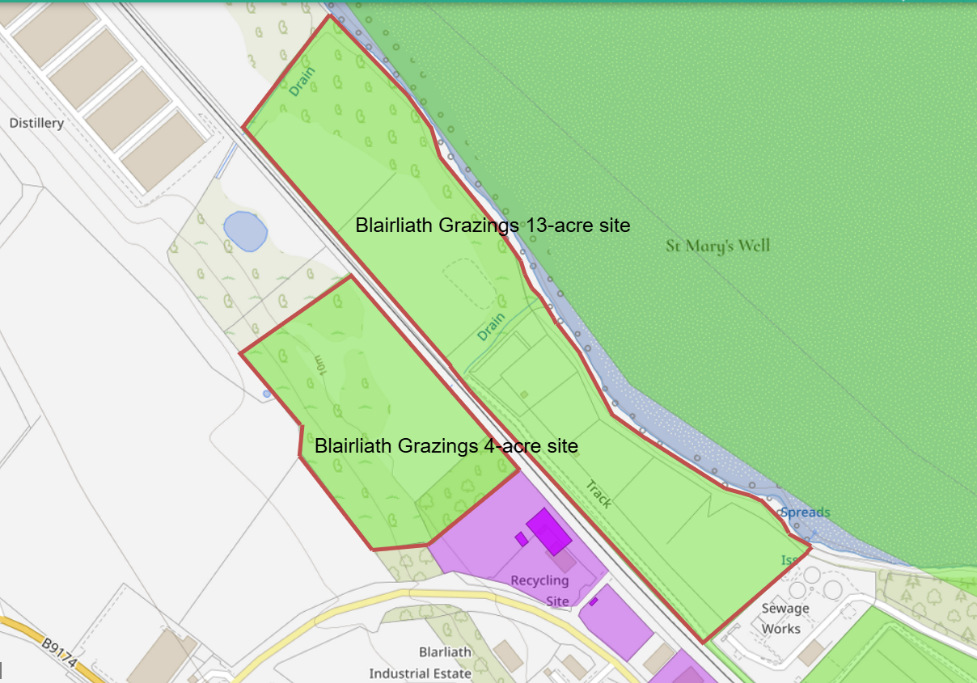 Drain
Distillery
Blairliath Grazings 13-acre site
St Mary's Well
Drain
10m
Blairliath Grazings 4-acre site
Track
Spreads
Iss
Recycling
Site
Sewage
Works
B9174
Blarliath
Industrial Estate